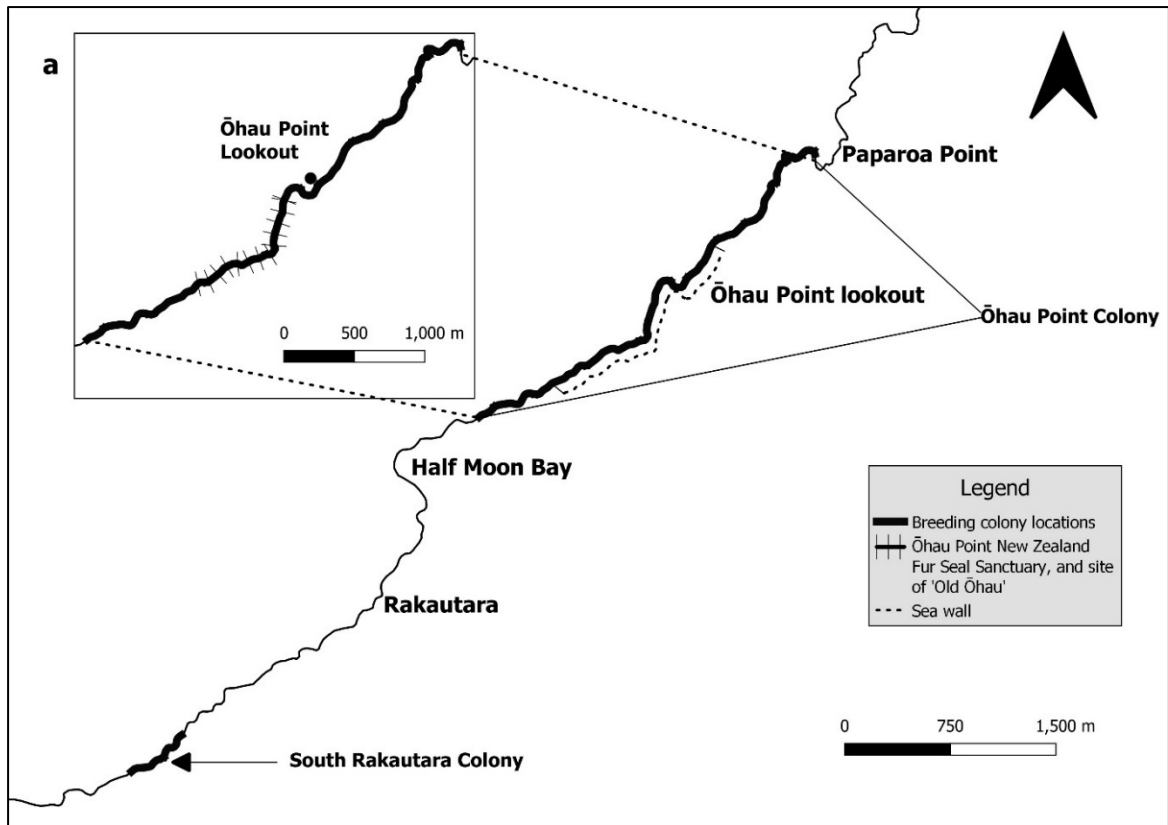 a
Ōhau Point
Lookout
0 500 1,000 m
Paparoa Point
Ōhau Point lookout
Ōhau Point Colony
Half Moon Bay
Rakautara
South Rakautara Colony
Legend
Breeding colony locations
Ōhau Point New Zealand
Fur Seal Sanctuary, and site
of 'Old Ōhau'
Sea wall
0 750 1,500 m